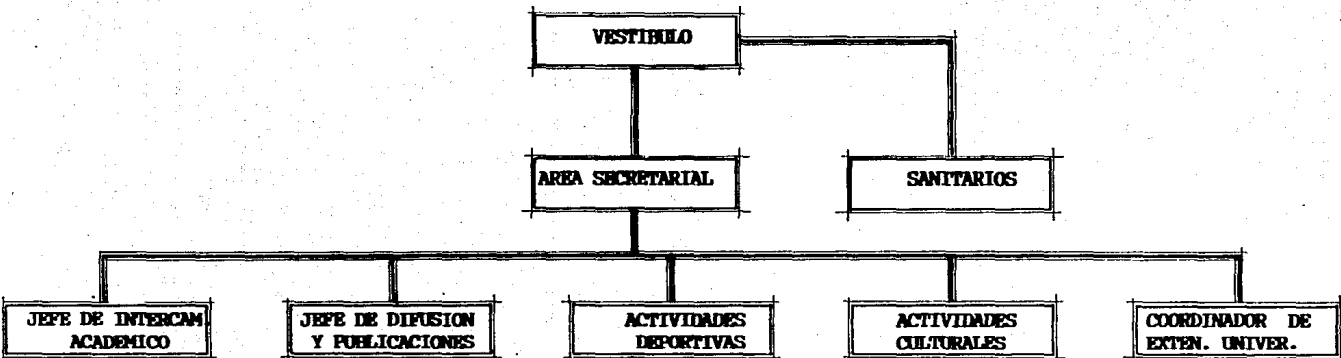 VESTIBULO
AREA SECRETARIAL
SANITARIOS
JEFE DE INTERCAM
ACADEMICO
JEFE DE DIFUSION
Y PUBLICACIONES
ACTIVIDADES
DEPORTIVAS
ACTIVIDADES
CULTURALES
COORDINADOR DE
EXTEN. UNIVER.